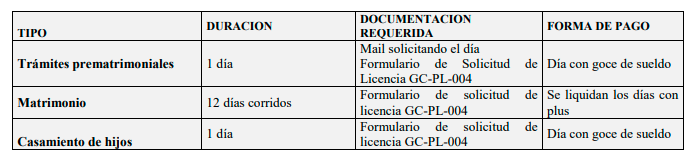 TIPO DURACION DOCUMENTACION REQUERIDA FORMA DE PAGO
Trámites prematrimoniales 1 día Mail solicitando el día
Formulario de Solicitud de
Licencia GC-PL-004 Día con goce de sueldo
Matrimonio 12 días corridos Formulario de solicitud de
licencia GC-PL-004 Se liquidan los días con
plus
Casamiento de hijos 1 día Formulario de solicitud de
licencia GC-PL-004 Día con goce de sueldo